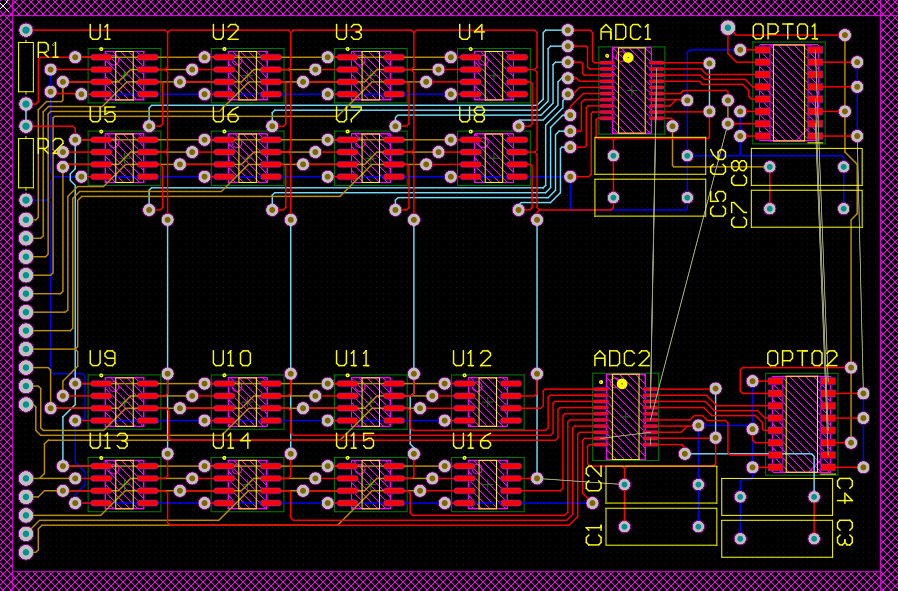 U1 U2 U3 U4 ADC1 OPTO1
R1
U5 U6 U7 U8
R2
C6 C8
C5 C7
U9 U10 U11 U12 ADC2 OPTO2
U13 U14 U15 U16
C2 C4
C1 C3